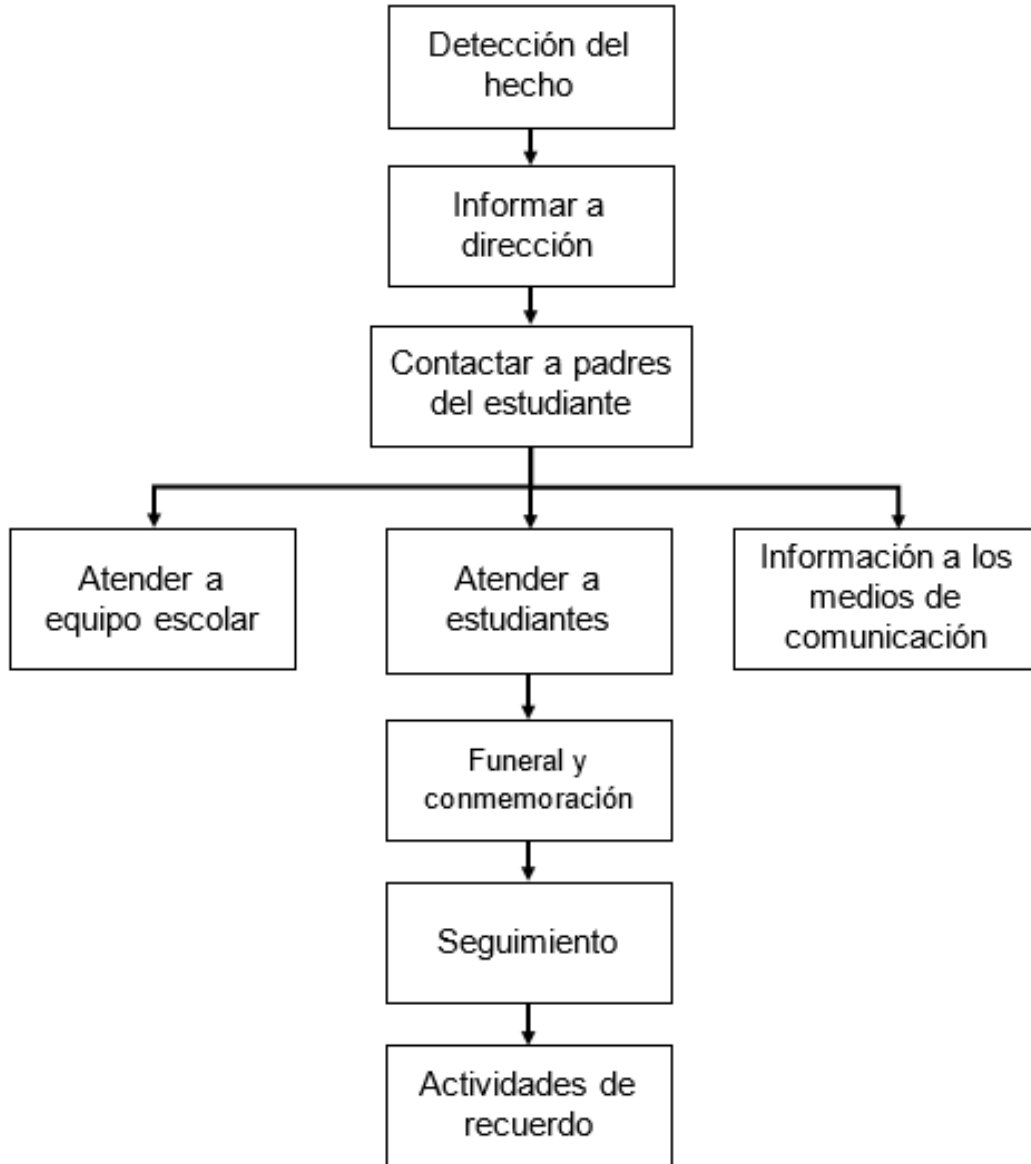 Detección del
hecho
Informar a
dirección
Contactar a padres
del estudiante
Atender a
equipo escolar
Atender a
estudiantes
Información a los
medios de
comunicación
Funeral y
conmemoración
Seguimiento
Actividades de
recuerdo